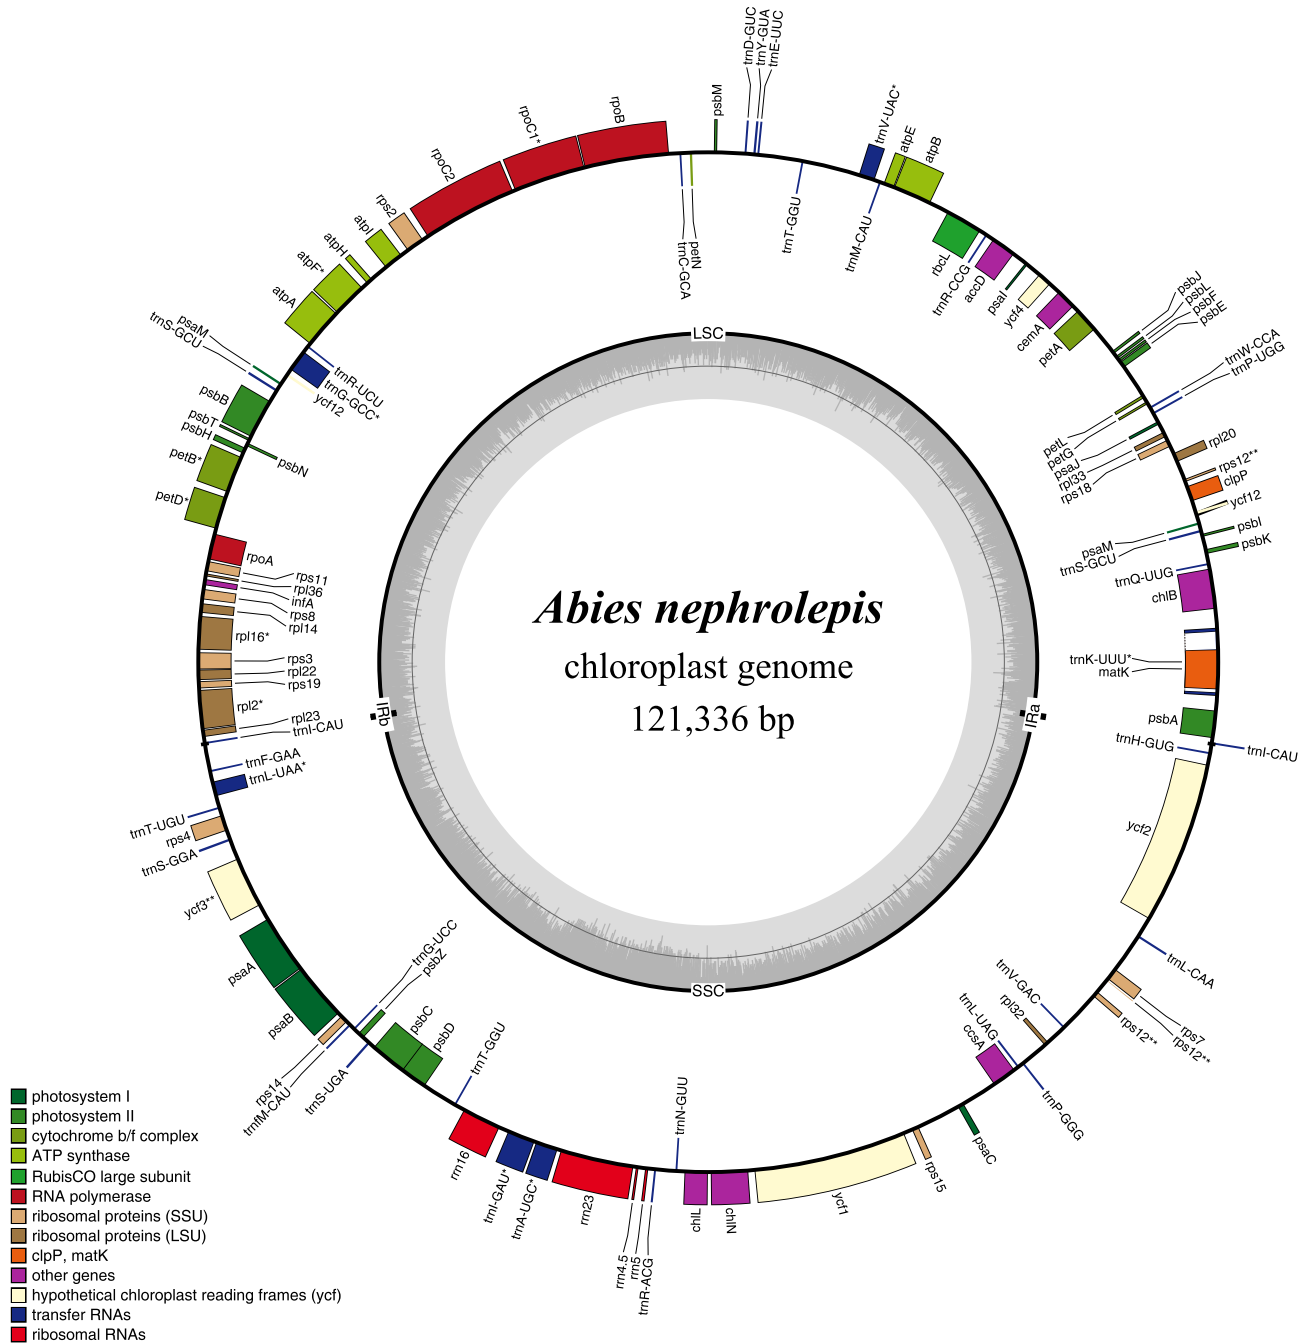 trnD-GUC
trnY-GUA
trnE-UUC
psbM
trnV-UAC*
atpE
atpB
rpoB
rpoC1*
rpoC2
rps2
atpI
atpH
atpF*
atpA
trnC-GCA
petN
trnT-GGU
trnM-CAU
rbcL
trnR-CCG
accD
psaI
ycf4
cemA
petA
psbJ
psbL
psbF
psbE
trnW-CCA
trnP-UGG
petL
petG
psaJ
rpl33
rps18
rpl20
rps12**
clpP
ycf12
psbI
psbK
psaM
trnS-GCU
trnQ-UUG
chlB
trnK-UUU*
matK
psbA
trnH-GUG
trnI-CAU
ycf2
trnL-CAA
rps7
rps12**
rps12**
trnV-GAC
rpl32
trnL-UAG
ccsA
trnP-GGG
psaC
rps15
ycf1
chlN
chlL
trnN-GUU
trnR-ACG
rrn5
rrn4.5
rrn23
trnA-UGC*
trnI-GAU*
rrn16
trnT-GGU
psbD
psbC
psbZ
trnG-UCC
trnS-UGA
trnfM-CAU
rps14
psaB
psaA
ycf3**
trnS-GGA
rps4
trnT-UGU
trnL-UAA*
trnF-GAA
trnI-CAU
rpl23
rpl2*
rps19
rpl22
rps3
rpl16*
rpl14
rps8
infA
rpl36
rps11
rpoA
petD*
petB*
psbN
psbH
psbT
psbB
trnS-GCU
psaM
ycf12
trnG-GCC*
trnR-UCU
LSC
IRb
IRa
SSC
Abies nephrolepis
chloroplast genome
121,336 bp
photosystem I
photosystem II
cytochrome b/f complex
ATP synthase
RubisCO large subunit
RNA polymerase
ribosomal proteins (SSU)
ribosomal proteins (LSU)
clpP, matK
other genes
hypothetical chloroplast reading frames (ycf)
transfer RNAs
ribosomal RNAs